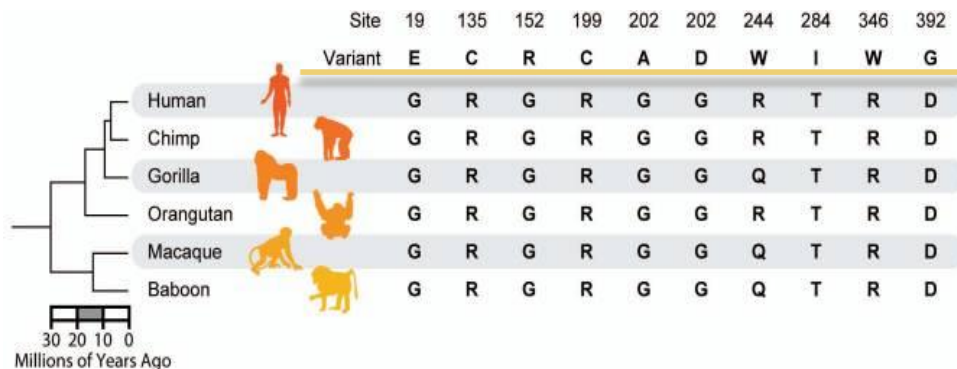 Site 19 135 152 199 202 202 244 284 346 392
Variant E C R C A D W I W G
Human G R G R G G R T R D
Chimp G R G R G G R T R D
Gorilla G R G R G G Q T R D
Orangutan G R G R G G R T R D
Macaque G R G R G G Q T R D
Baboon G R G R G G Q T R D
30 20 10 0
Millions of Years Ago